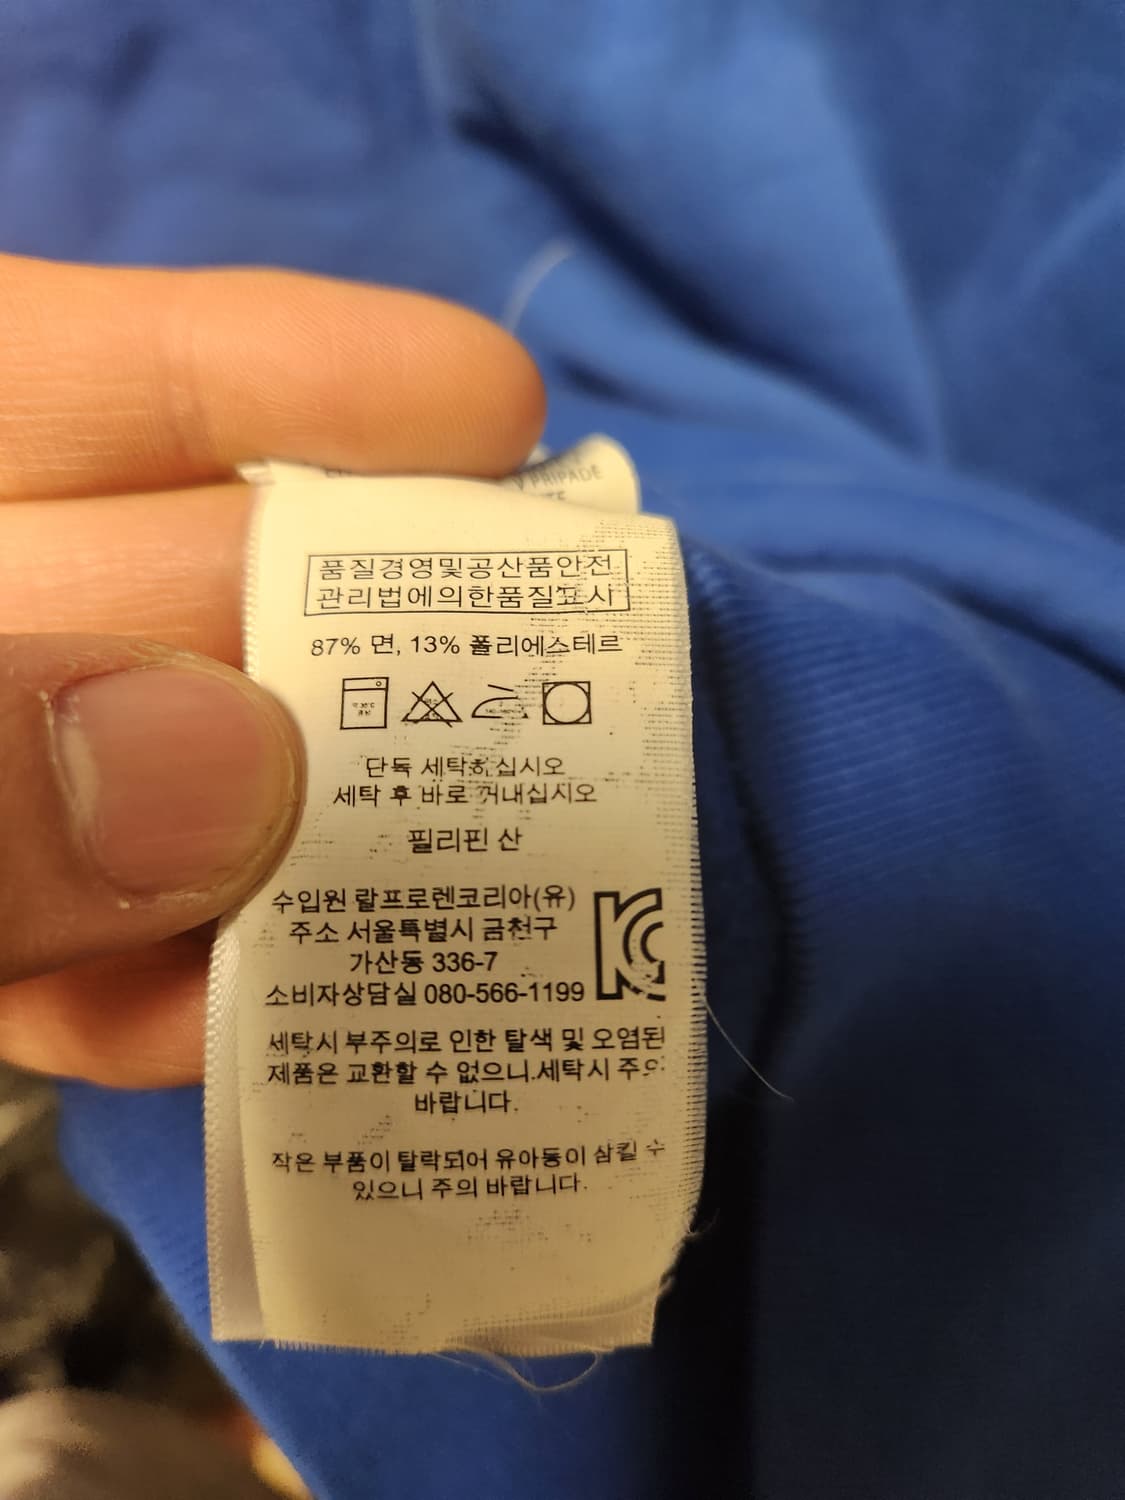 V PŘÍPADĚ
품질경영및공산품안전
관리법에의한품질표시
87% 면, 13% 폴리에스테르
단독 세탁하십시오
세탁 후 바로 꺼내십시오
필리핀 산
수입원 랄프로렌코리아(유)
주소 서울특별시 금천구
가산동 336-7
소비자상담실 080-566-1199
세탁시 부주의로 인한 탈색 및 오염된
제품은 교환할 수 없으니.세탁시 주의
바랍니다.
작은 부품이 탈락되어 유아동이 삼킬 수
있으니 주의 바랍니다.